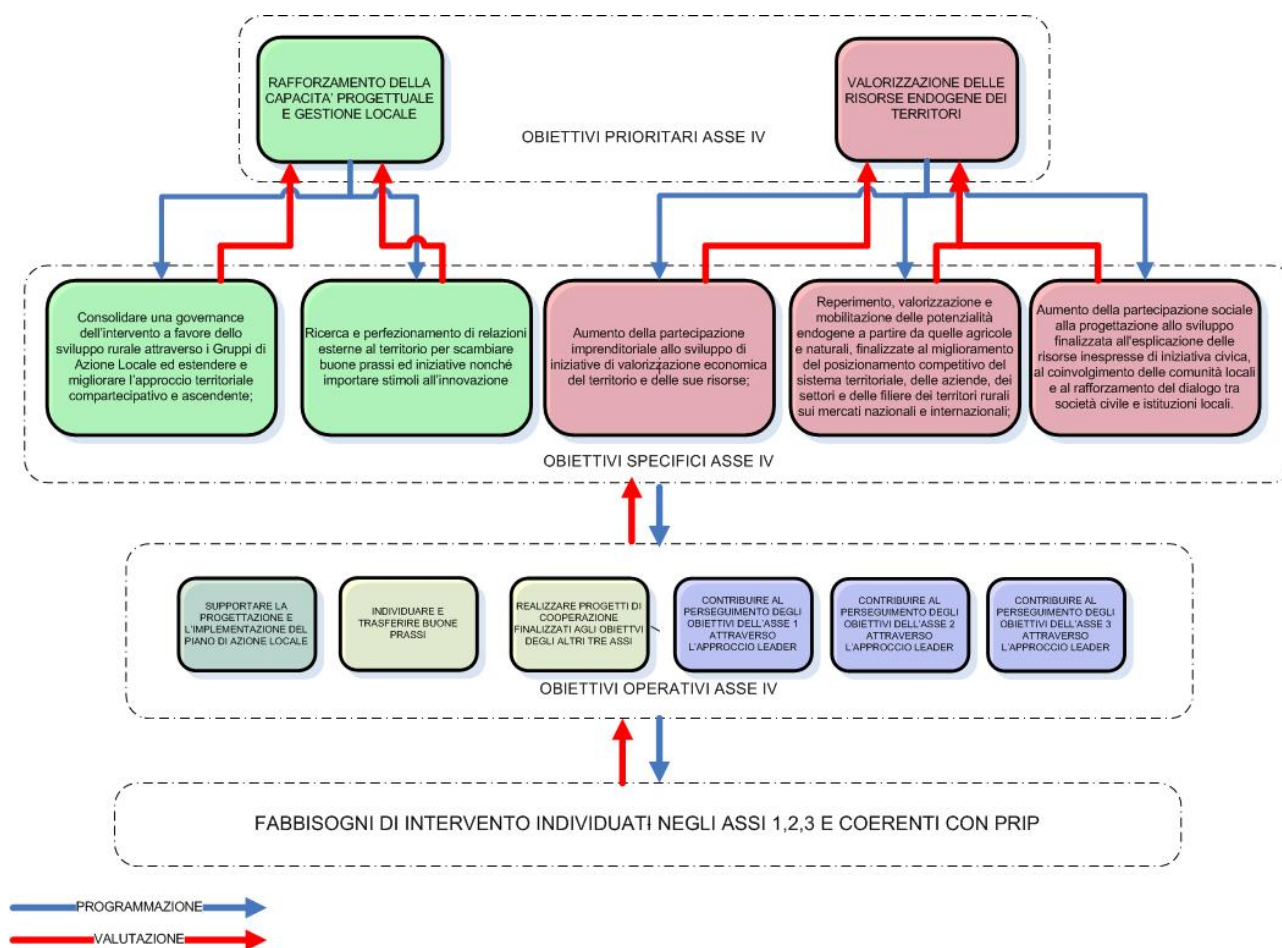 RAFFORZAMENTO DELLA
CAPACITA' PROGETTUALE
E GESTIONE LOCALE
VALORIZZAZIONE DELLE
RISORSE ENDOGENE DEI
TERRITORI
OBIETTIVI PRIORITARI ASSE IV
Consolidare una governance
dell'intervento a favore dello
sviluppo rurale attraverso i Gruppi di
Azione Locale ed estendere e
migliorare l'approccio territoriale
compartecipativo e ascendente;
Ricerca e perfezionamento di relazioni
esterne al territorio per scambiare
buone prassi ed iniziative nonché
importare stimoli all'innovazione
Aumento della partecipazione
imprenditoriale allo sviluppo di
iniziative di valorizzazione economica
del territorio e delle sue risorse;
Reperimento, valorizzazione e
mobilitazione delle potenzialità
endogene a partire da quelle agricole
e naturali, finalizzate al miglioramento
del posizionamento competitivo del
sistema territoriale, delle aziende, dei
settori e delle filiere dei territori rurali
sui mercati nazionali e internazionali;
Aumento della partecipazione sociale
alla progettazione allo sviluppo
finalizzata all'esplicazione delle
risorse inespresse di iniziativa civica,
al coinvolgimento delle comunità locali
e al rafforzamento del dialogo tra
società civile e istituzioni locali.
OBIETTIVI SPECIFICI ASSE IV
SUPPORTARE LA
PROGETTAZIONE E
L'IMPLEMENTAZIONE DEL
PIANO DI AZIONE LOCALE
INDIVIDUARE E
TRASFERIRE BUONE
PRASSI
REALIZZARE PROGETTI DI
COOPERAZIONE
FINALIZZATI AGLI OBIETTVI
DEGLI ALTRI TRE ASSI
CONTRIBUIRE AL
PERSEGUIMENTO DEGLI
OBIETTIVI DELL'ASSE 1
ATTRAVERSO
L'APPROCCIO LEADER
CONTRIBUIRE AL
PERSEGUIMENTO DEGLI
OBIETTIVI DELL'ASSE 2
ATTRAVERSO
L'APPROCCIO LEADER
CONTRIBUIRE AL
PERSEGUIMENTO DEGLI
OBIETTIVI DELL'ASSE 3
ATTRAVERSO
L'APPROCCIO LEADER
OBIETTIVI OPERATIVI ASSE IV
FABBISOGNI DI INTERVENTO INDIVIDUATI NEGLI ASSI 1,2,3 E COERENTI CON PRIP
PROGRAMMAZIONE
VALUTAZIONE